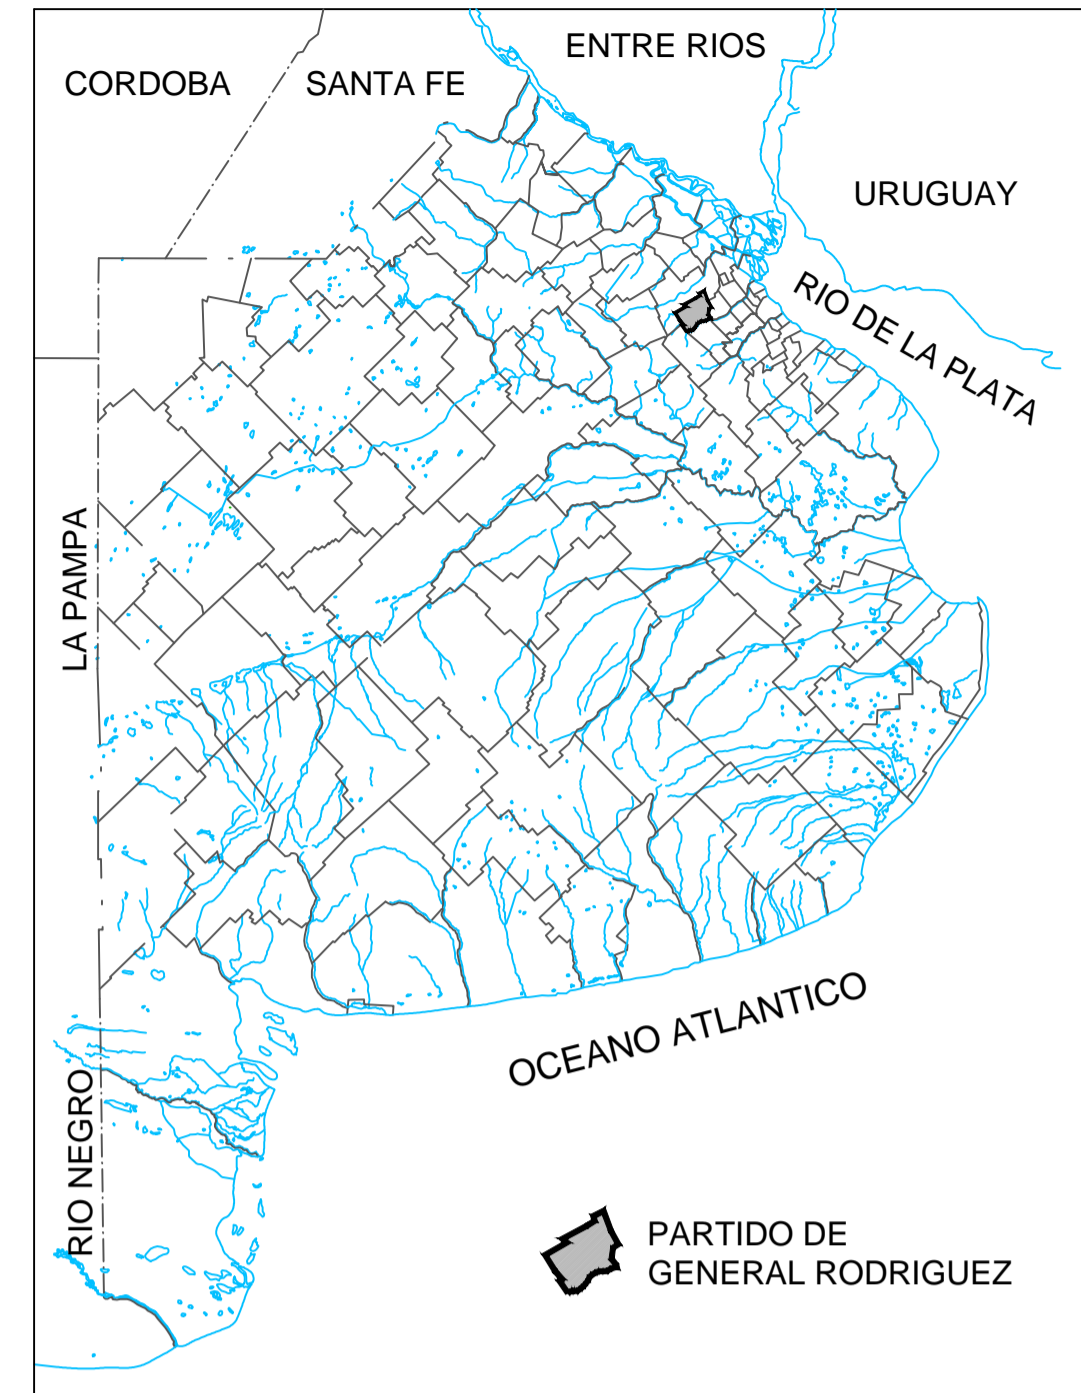 ENTRE RIOS
CORDOBA
SANTA FE
URUGUAY
RIO DE LA PLATA
LA PAMPA
OCEANO ATLANTICO
RIO NEGRO
PARTIDO DE
GENERAL RODRIGUEZ